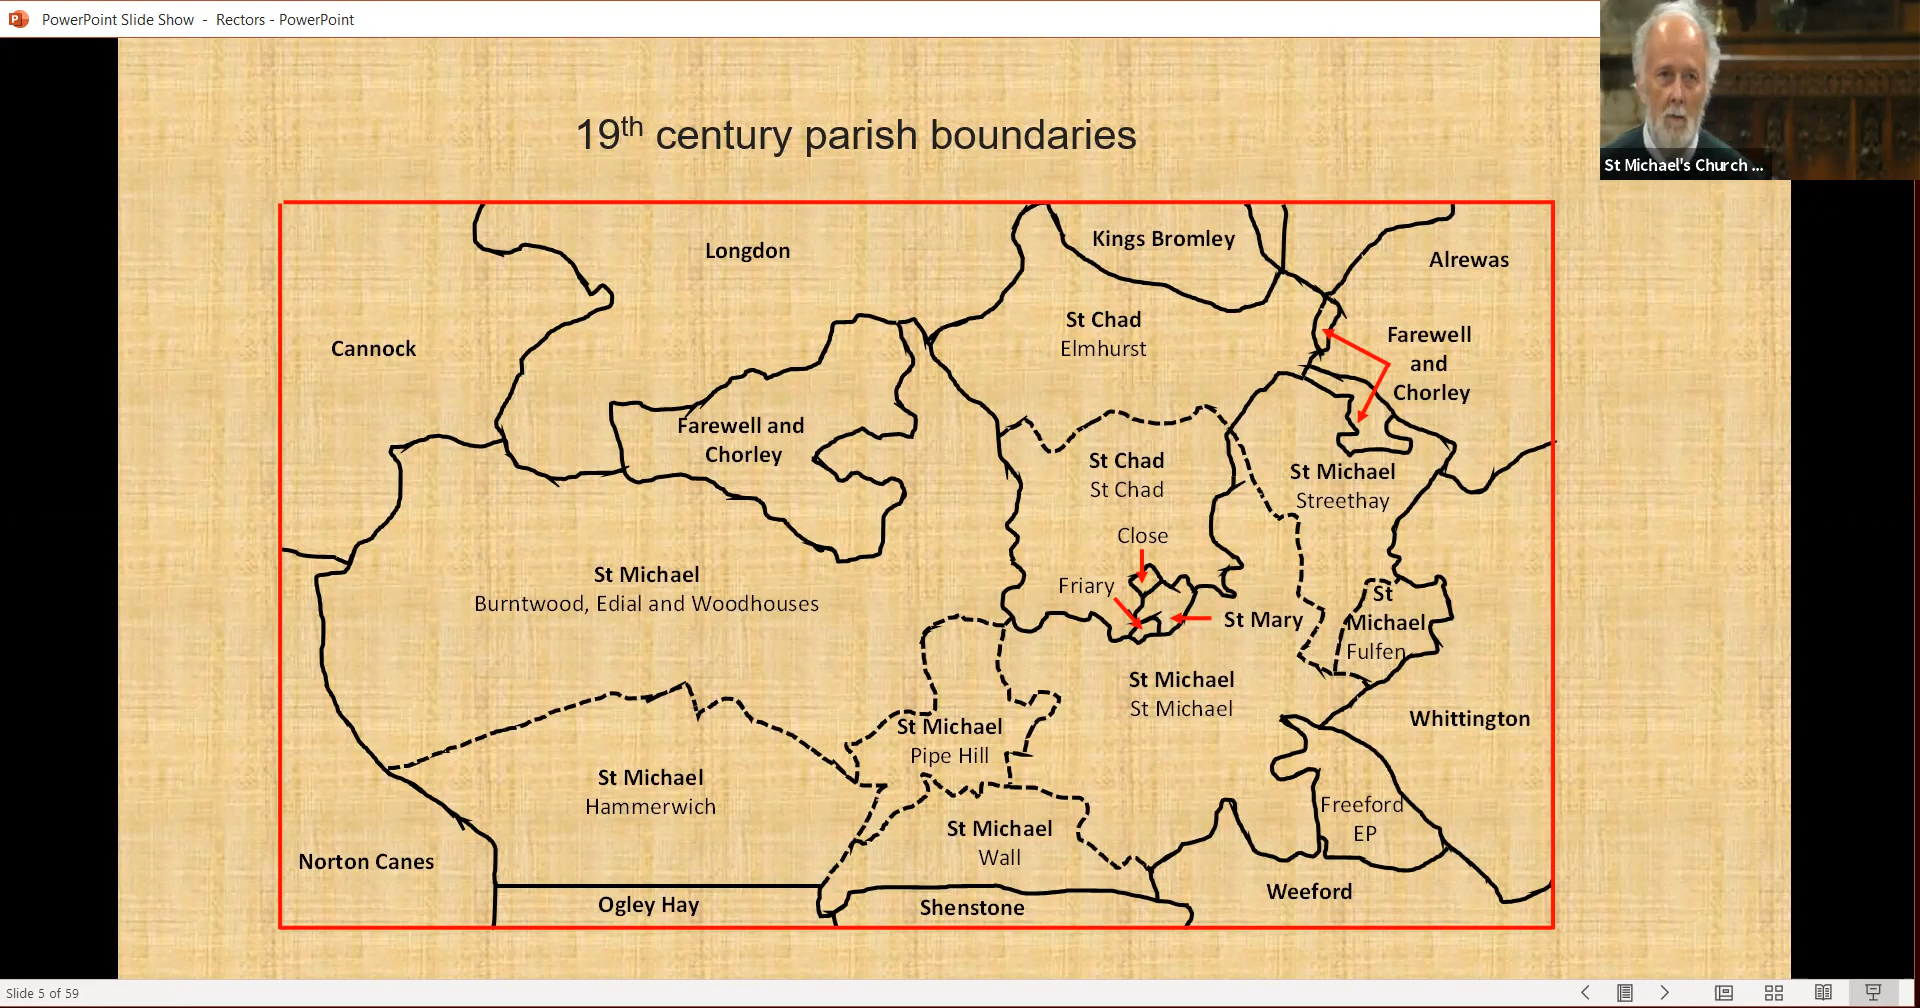 PowerPoint Slide Show - Rectors - PowerPoint
St Michael's Church ...
19th century parish boundaries
Longdon
Kings Bromley
Alrewas
Cannock
St Chad
Elmhurst
Farewell
and
Chorley
Farewell and
Chorley
St Chad
St Chad
St Michael
Streethay
Close
Friary
St Mary
St Michael
Burntwood, Edial and Woodhouses
St
Michael
Fulfen
St Michael
St Michael
Whittington
St Michael
Pipe Hill
St Michael
Hammerwich
Freeford
EP
St Michael
Wall
Norton Canes
Ogley Hay
Shenstone
Weeford
Slide 5 of 59